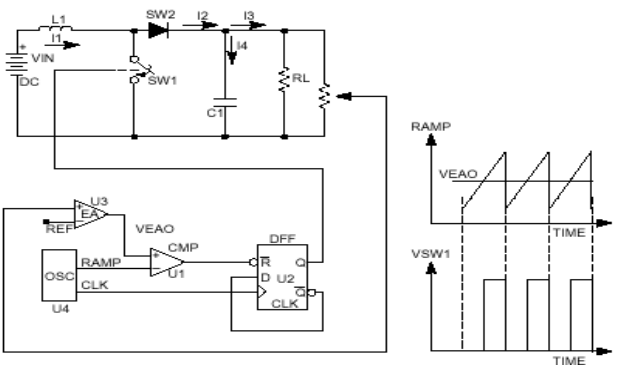 L1
SW2
I2
I3
I1
I4
+
VIN
DC
SW1
C1
RL
RAMP
VEAO
TIME
VSW1
TIME
+
U3
EA
-
REF
VEAO
CMP
+
-
U1
OSC
RAMP
CLK
U4
DFF
R
Q
D
U2
Q
CLK